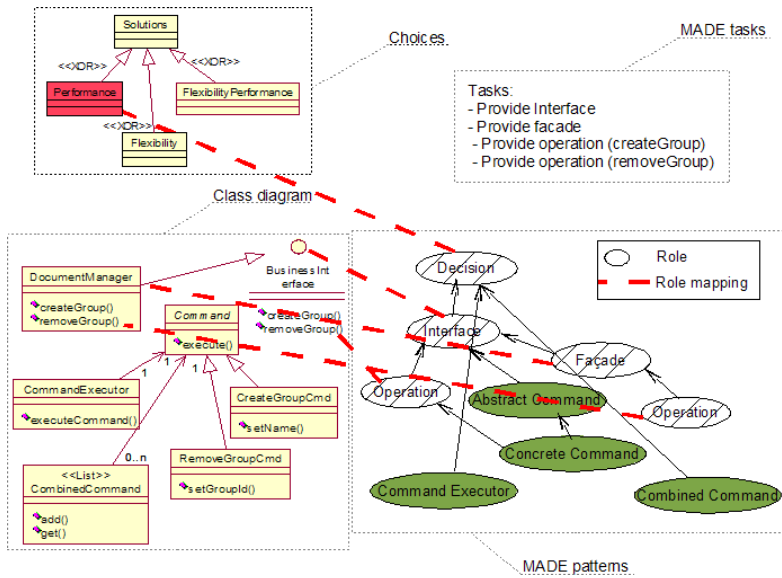 Solutions
Choices
MADE tasks
<<XOR>>
<<XOR>>
Performance
FlexibilityPerformance
<<XOR>>
Flexibility
Tasks:
- Provide Interface
- Provide facade
- Provide operation (createGroup)
- Provide operation (removeGroup)
Class diagram
DocumentManager
createGroup()
removeGroup()
BusinessInt
erface
createGroup()
removeGroup()
Command
execute()
1
1
1
CommandExecutor
executeCommand()
CreateGroupCmd
setName()
0..n
<<List>>
CombinedCommand
add()
get()
RemoveGroupCmd
setGroupId()
Role
Role mapping
Decision
Interface
Façade
Operation
Abstract Command
Operation
Concrete Command
Command Executor
Combined Command
MADE patterns